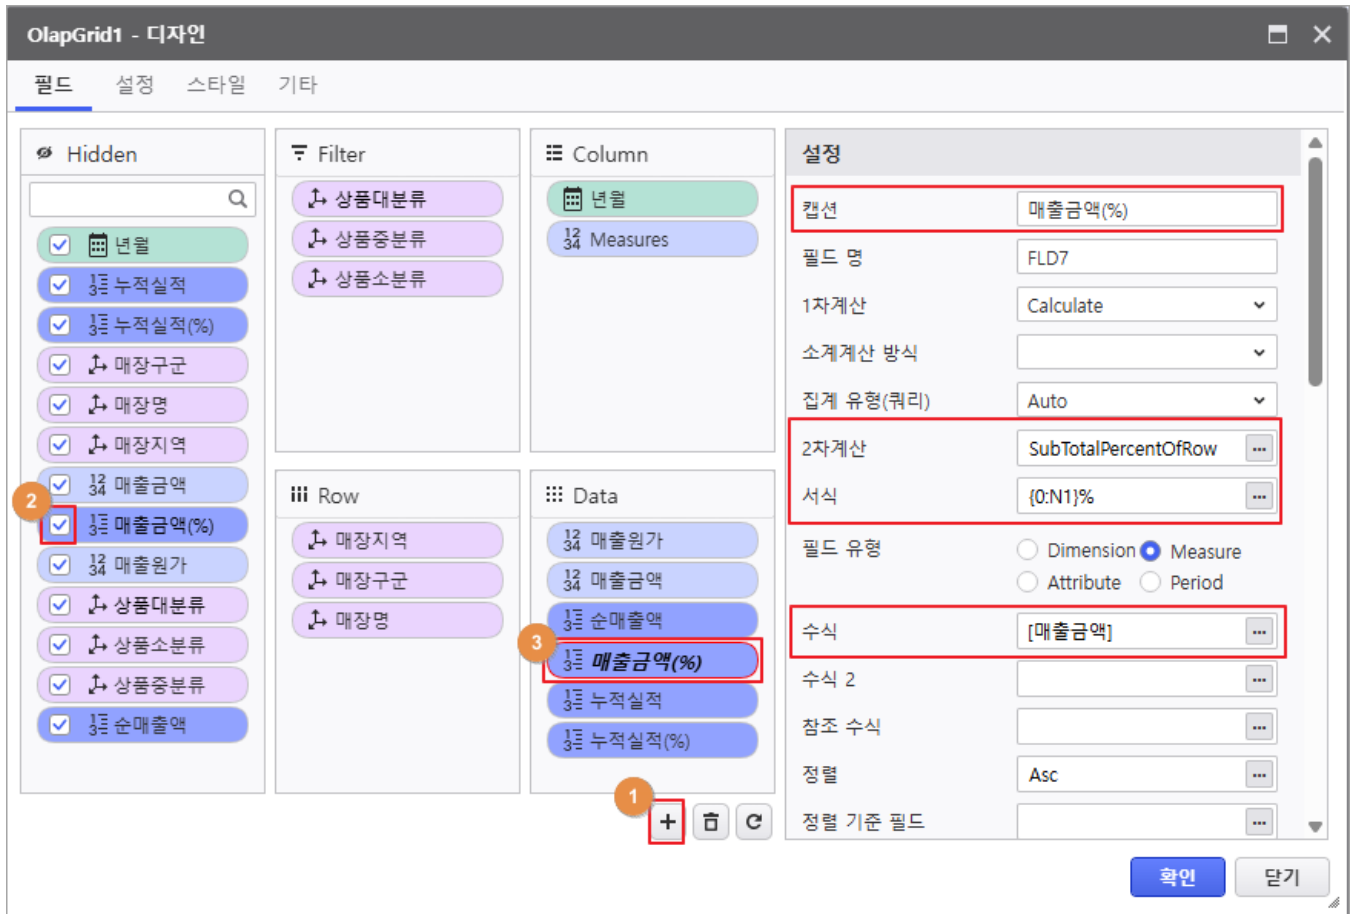 OlapGrid1 - 디자인
필드 설정 스타일 기타
Hidden
년월
누적실적
누적실적(%)
매장구군
매장명
매장지역
매출금액
2
매출금액(%)
매출원가
상품대분류
상품소분류
상품중분류
순매출액
Filter
상품대분류
상품중분류
상품소분류
Column
년월
Measures
Row
매장지역
매장구군
매장명
Data
매출원가
매출금액
순매출액
3
매출금액(%)
누적실적
누적실적(%)
1
설정
캡션 매출금액(%)
필드 명 FLD7
1차계산 Calculate
소계계산 방식
집계 유형(쿼리) Auto
2차계산 SubTotalPercentOfRow
서식 {0:N1}%
필드 유형 Dimension Measure
Attribute Period
수식 [매출금액]
수식 2
참조 수식
정렬 Asc
정렬 기준 필드
확인 닫기